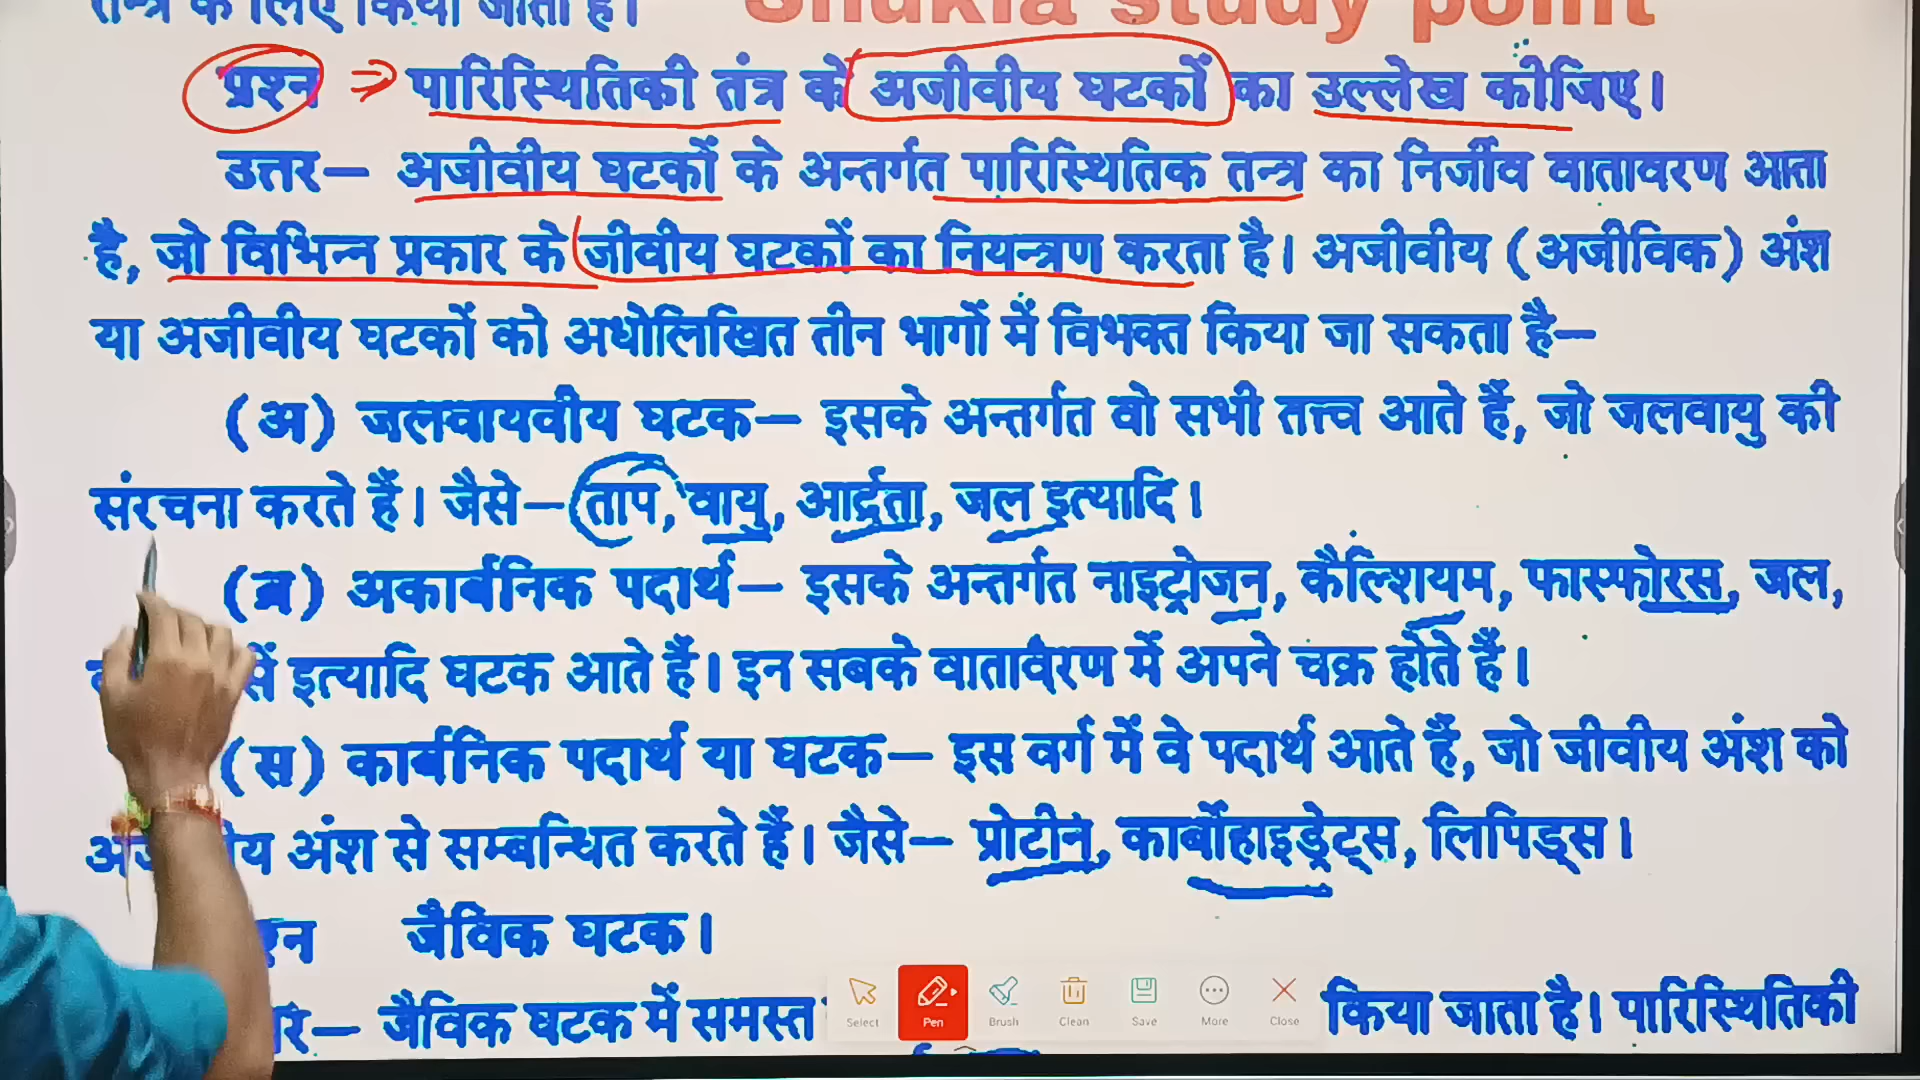 तन्त्र के लिए किया जाता है। Shukla study point
प्रश्न ⇒ पारिस्थितिकी तंत्र के अजीवीय घटकों का उल्लेख कीजिए।
उत्तर– अजीवीय घटकों के अन्तर्गत पारिस्थितिक तन्त्र का निर्जीव वातावरण आता
है, जो विभिन्न प्रकार के जीवीय घटकों का नियन्त्रण करता है। अजीवीय (अजीविक) अंश
या अजीवीय घटकों को अधोलिखित तीन भागों में विभक्त किया जा सकता है–
(अ) जलवायवीय घटक– इसके अन्तर्गत वो सभी तत्त्व आते हैं, जो जलवायु की
संरचना करते हैं। जैसे– ताप, वायु, आर्द्रता, जल इत्यादि।
(ब) अकार्बनिक पदार्थ– इसके अन्तर्गत नाइट्रोजन, कैल्शियम, फास्फोरस, जल,
इत्यादि घटक आते हैं। इन सबके वातावरण में अपने चक्र होते हैं।
(स) कार्बनिक पदार्थ या घटक– इस वर्ग में वे पदार्थ आते हैं, जो जीवीय अंश को
अंश से सम्बन्धित करते हैं। जैसे– प्रोटीन, कार्बोहाइड्रेट्स, लिपिड्स।
जैविक घटक।
जैविक घटक में समस्त किया जाता है। पारिस्थितिकी
Select Pen Brush Clean Save More Close